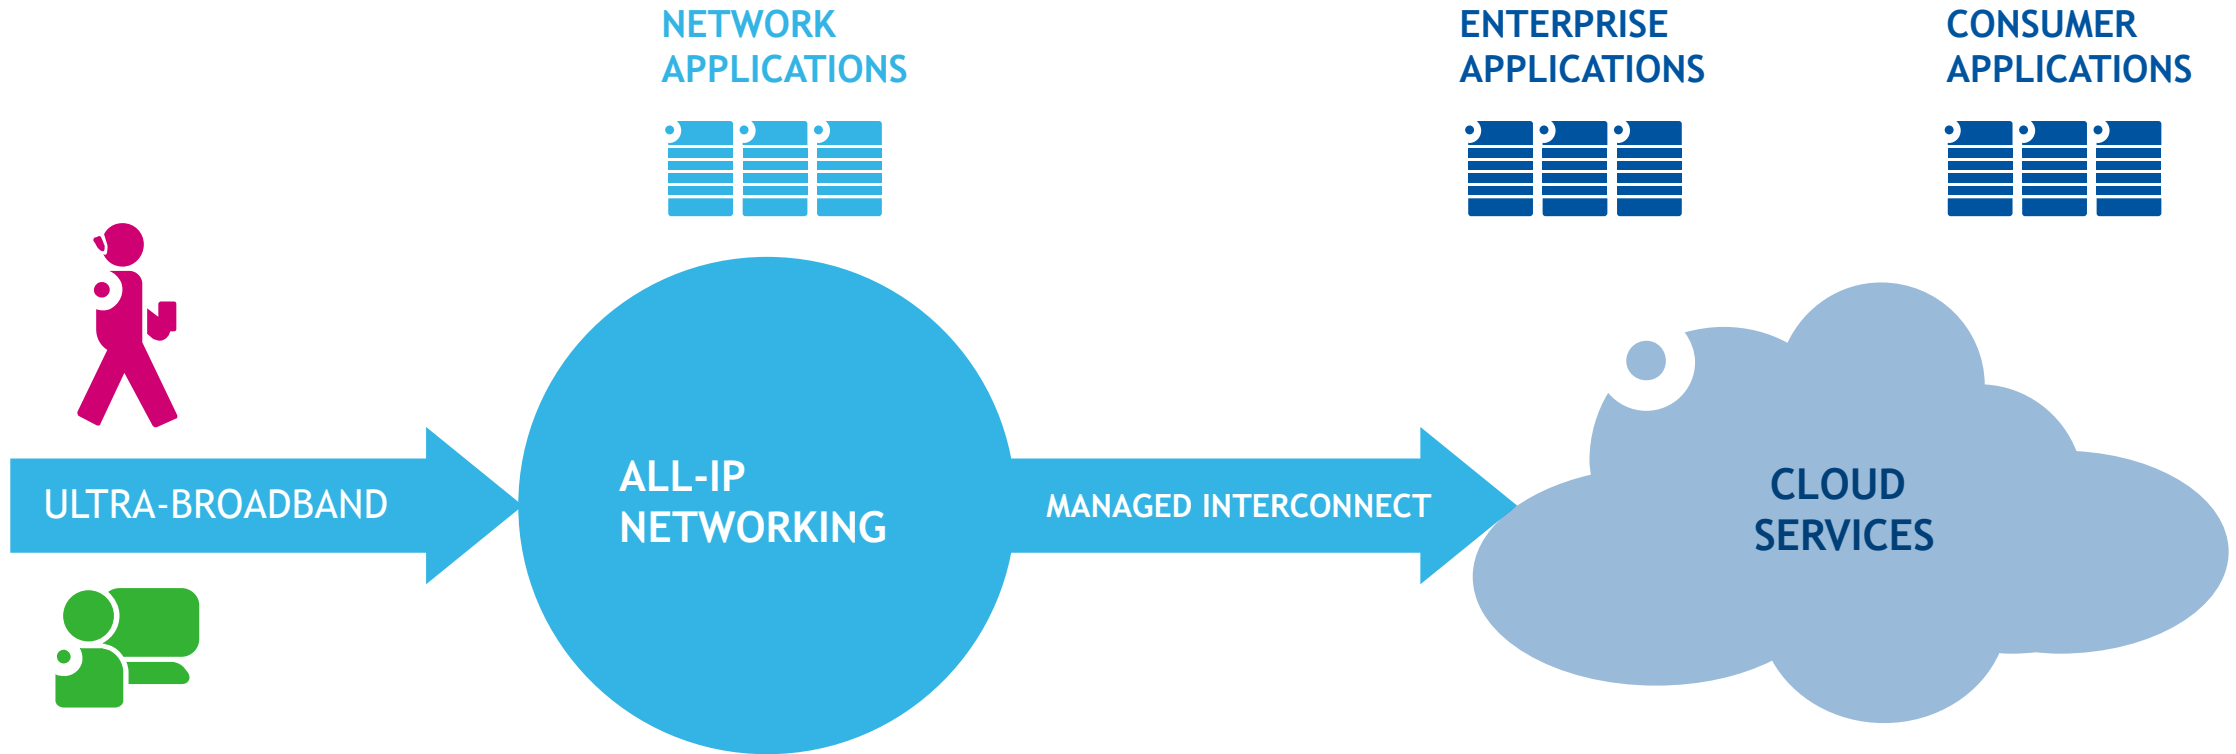 NETWORK
APPLICATIONS
ENTERPRISE
APPLICATIONS
CONSUMER
APPLICATIONS
ULTRA-BROADBAND
ALL-IP
NETWORKING
MANAGED INTERCONNECT
CLOUD
SERVICES